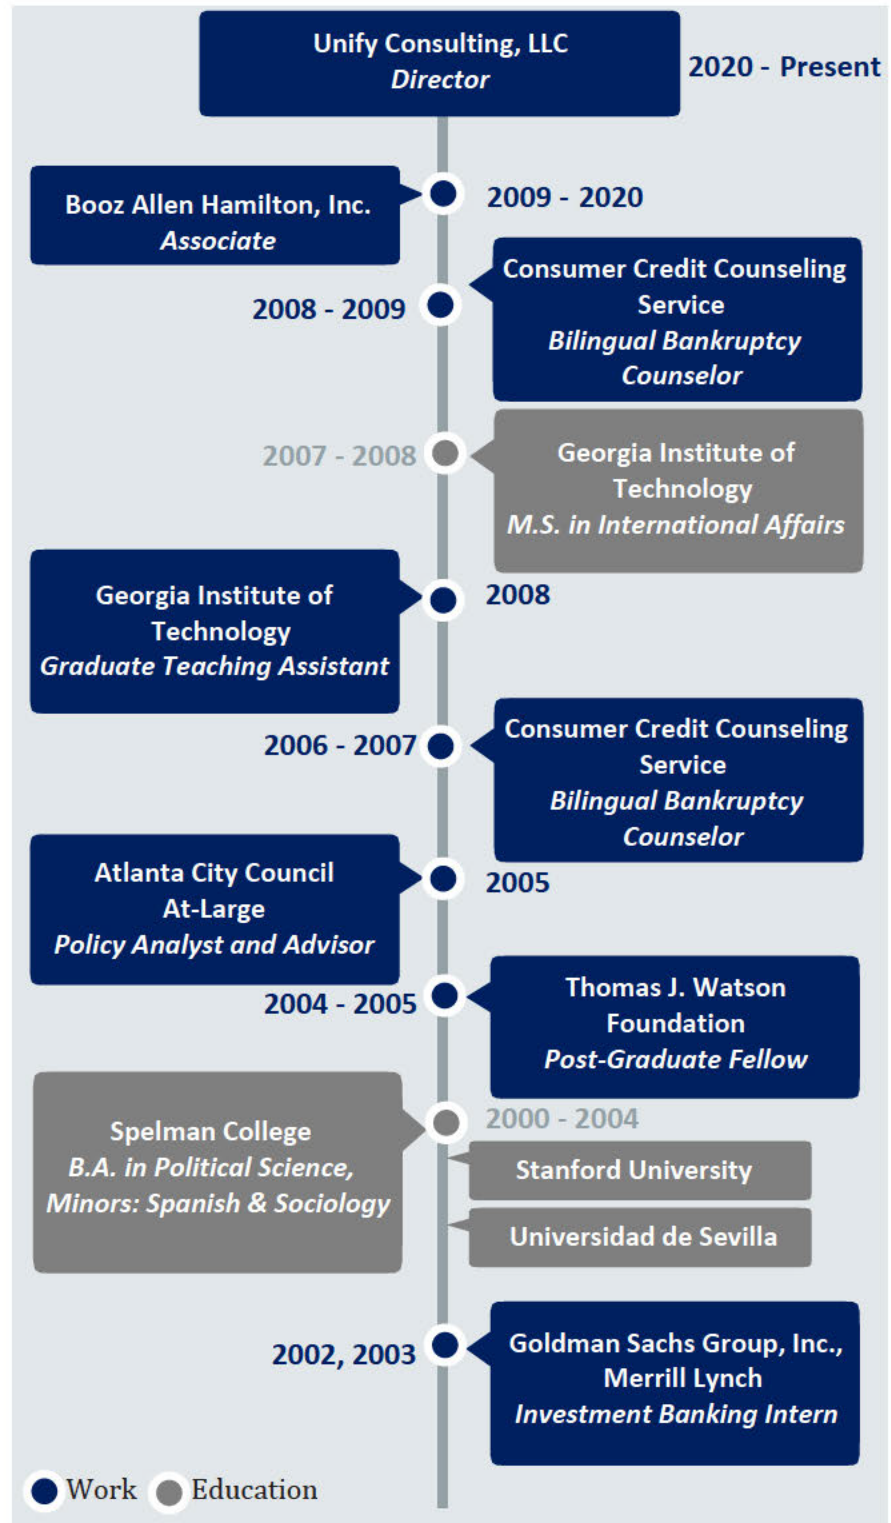 Unify Consulting, LLC
Director
2020 - Present
Booz Allen Hamilton, Inc.
Associate
2009 - 2020
2008 - 2009
Consumer Credit Counseling
Service
Bilingual Bankruptcy
Counselor
2007 - 2008
Georgia Institute of
Technology
M.S. in International Affairs
Georgia Institute of
Technology
Graduate Teaching Assistant
2008
2006 - 2007
Consumer Credit Counseling
Service
Bilingual Bankruptcy
Counselor
Atlanta City Council
At-Large
Policy Analyst and Advisor
2005
2004 - 2005
Thomas J. Watson
Foundation
Post-Graduate Fellow
Spelman College
B.A. in Political Science,
Minors: Spanish & Sociology
2000 - 2004
Stanford University
Universidad de Sevilla
2002, 2003
Goldman Sachs Group, Inc.,
Merrill Lynch
Investment Banking Intern
Work
Education